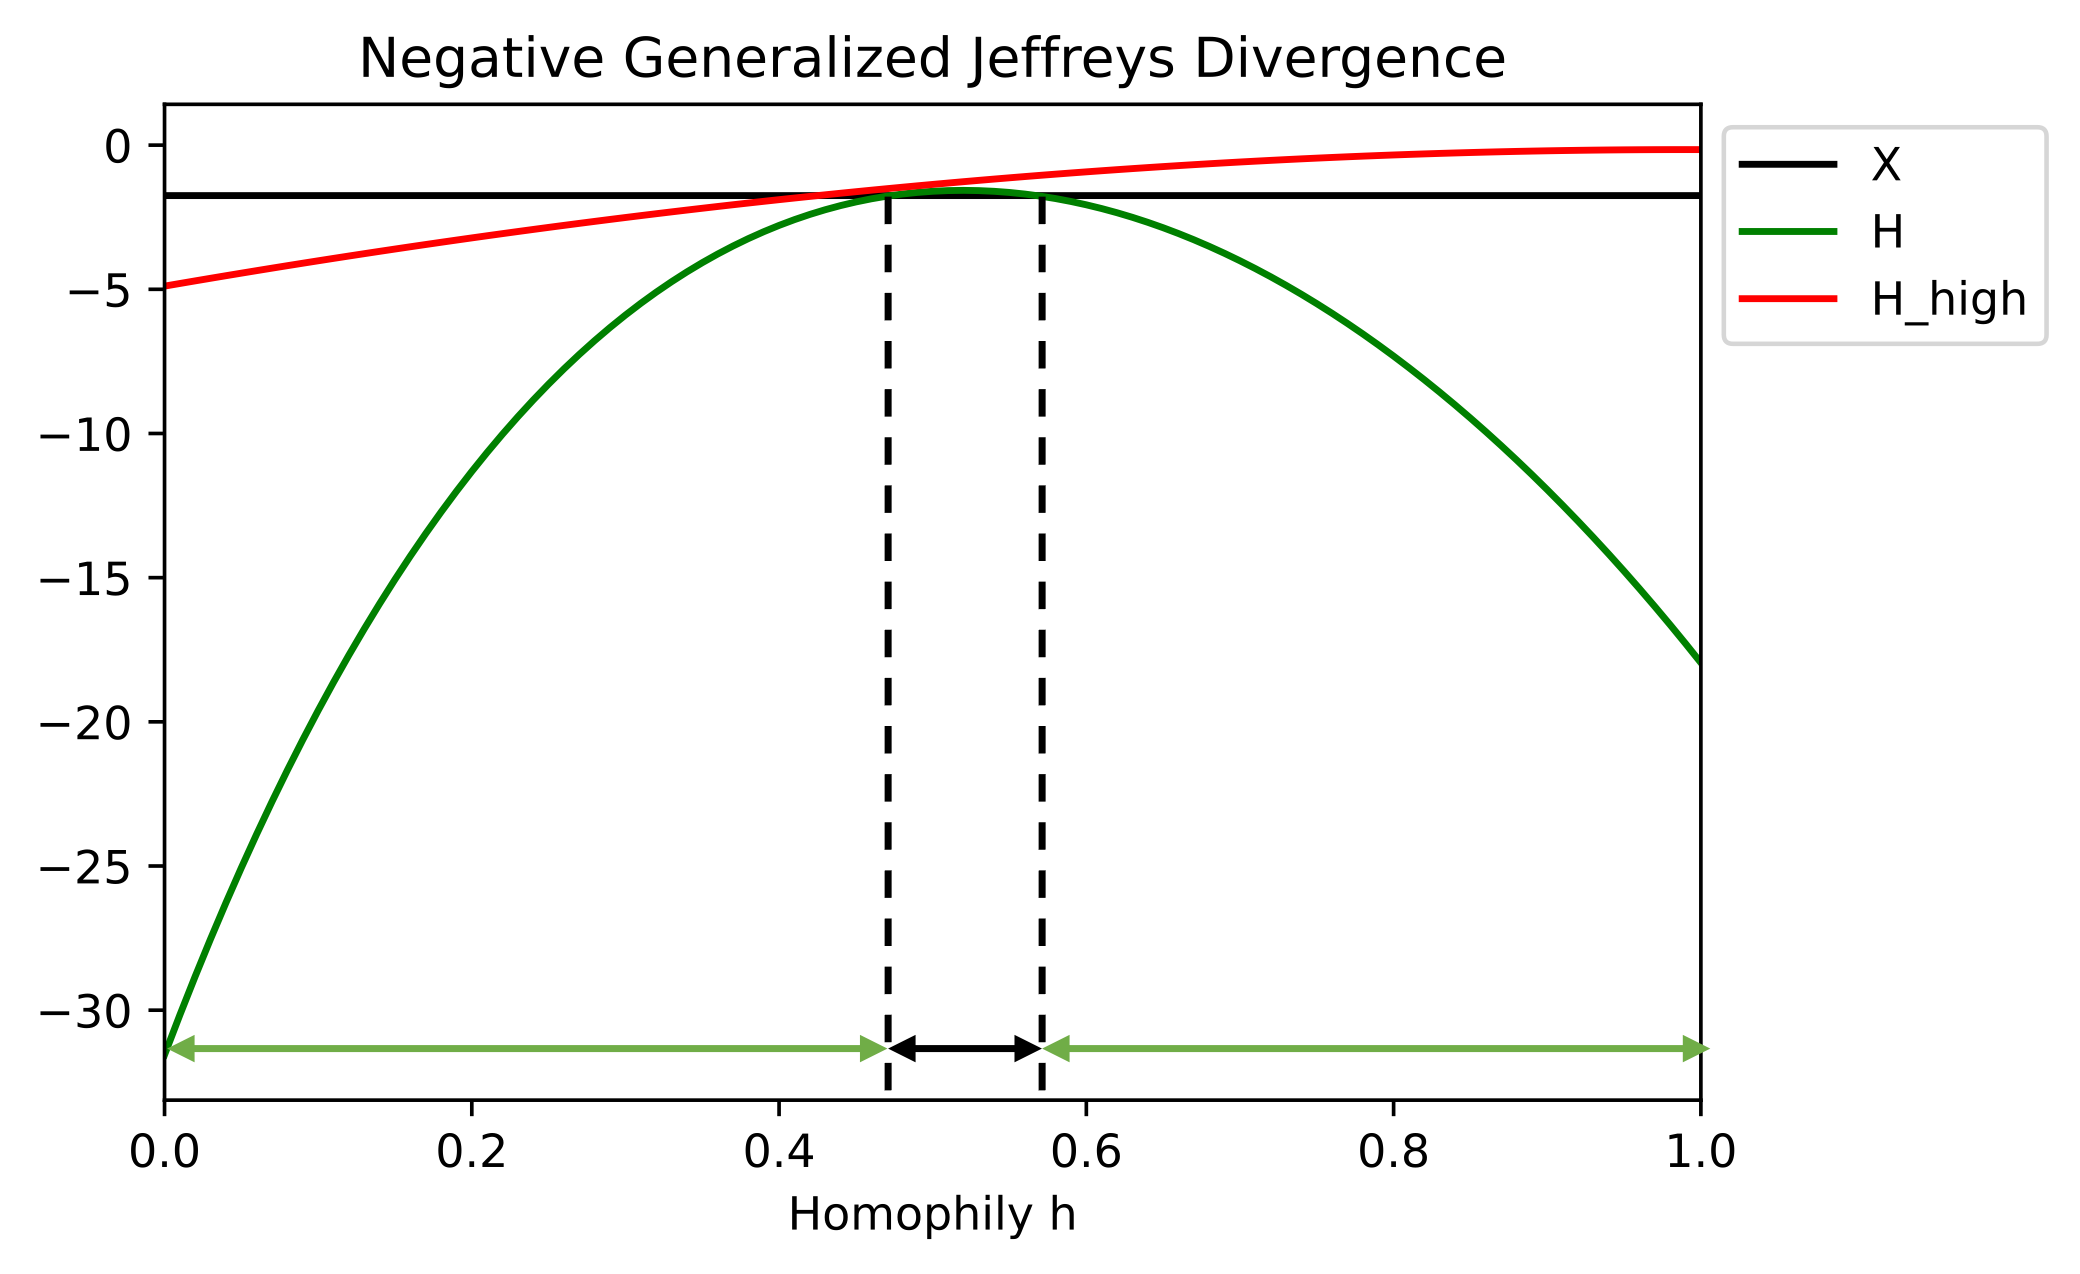 Negative Generalized Jeffreys Divergence
0
−5
−10
−15
−20
−25
−30
0.0 0.2 0.4 0.6 0.8 1.0
Homophily h
X
H
H_high